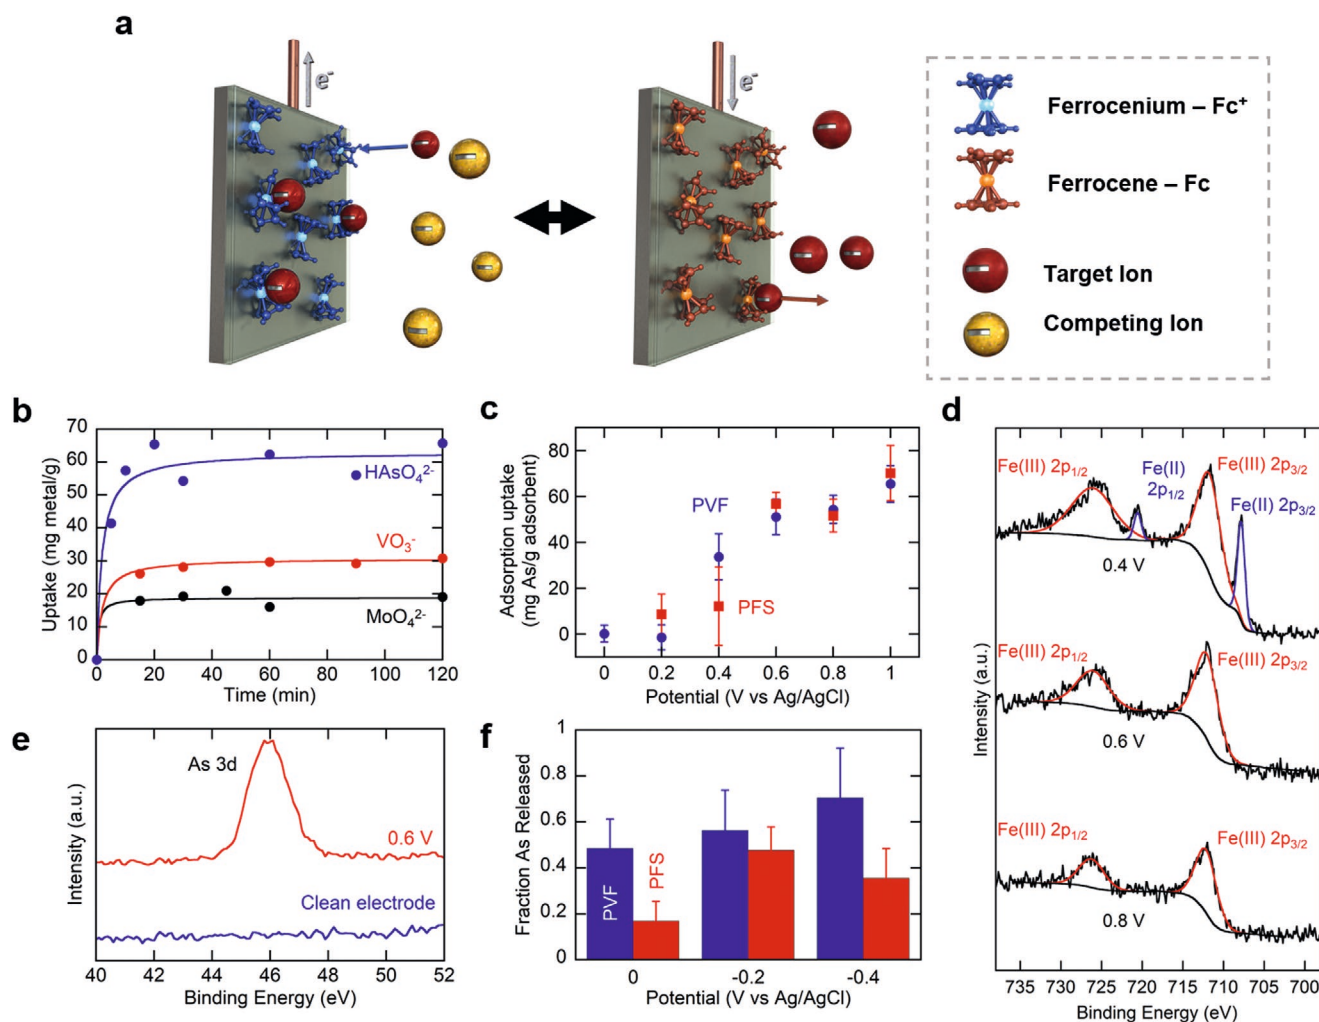 a
e⁻
e⁻
Ferrocenium – Fc⁺
Ferrocene – Fc
Target Ion
Competing Ion
b
Uptake (mg metal/g)
70
60
50
40
30
20
10
0
HAsO₄²⁻
VO₃⁻
MoO₄²⁻
0 20 40 60 80 100 120
Time (min)
c
Adsorption uptake
(mg As/g adsorbent)
80
60
40
20
0
PVF
PFS
0 0.2 0.4 0.6 0.8 1
Potential (V vs Ag/AgCl)
d
Intensity (a.u.)
Fe(III) 2p₁/₂
Fe(II)
2p₁/₂
Fe(III) 2p₃/₂
Fe(II) 2p₃/₂
0.4 V
Fe(III) 2p₁/₂
Fe(III) 2p₃/₂
0.6 V
Fe(III) 2p₁/₂
Fe(III) 2p₃/₂
0.8 V
735 730 725 720 715 710 705 700
Binding Energy (eV)
e
Intensity (a.u.)
As 3d
0.6 V
Clean electrode
40 42 44 46 48 50 52
Binding Energy (eV)
f
Fraction As Released
1
0.8
0.6
0.4
0.2
0
PVF
PFS
0 -0.2 -0.4
Potential (V vs Ag/AgCl)